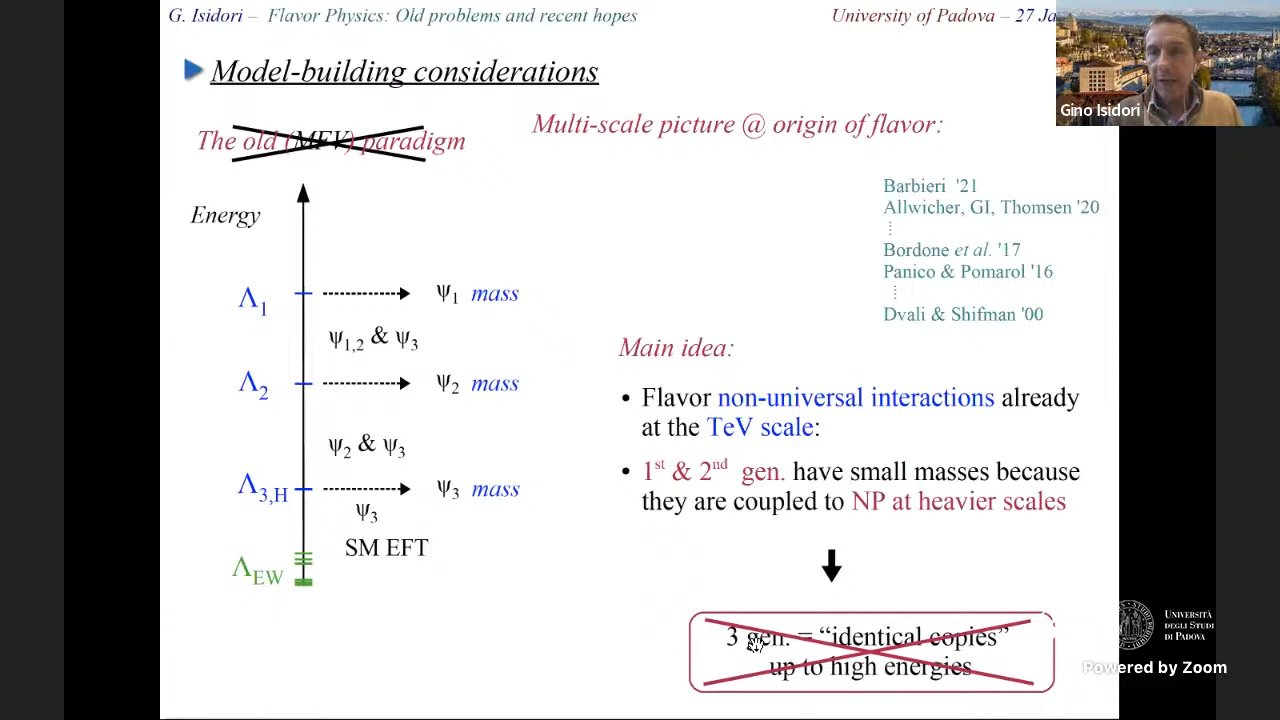 G. Isidori – Flavor Physics: Old problems and recent hopes
University of Padova – 27 Ja
Gino Isidori
Model-building considerations
The old (MFV) paradigm
Multi-scale picture @ origin of flavor:
Barbieri '21
Allwicher, GI, Thomsen '20
Bordone et al. '17
Panico & Pomarol '16
Dvali & Shifman '00
Energy
Λ1
ψ1 mass
ψ1,2 & ψ3
Λ2
ψ2 mass
ψ2 & ψ3
Λ3,H
ψ3 mass
ψ3
SM EFT
ΛEW
Main idea:
• Flavor non-universal interactions already
at the TeV scale:
• 1st & 2nd gen. have small masses because
they are coupled to NP at heavier scales
3 gen. = “identical copies”
up to high energies
UNIVERSITÀ
DEGLI STUDI
DI PADOVA
Powered by Zoom